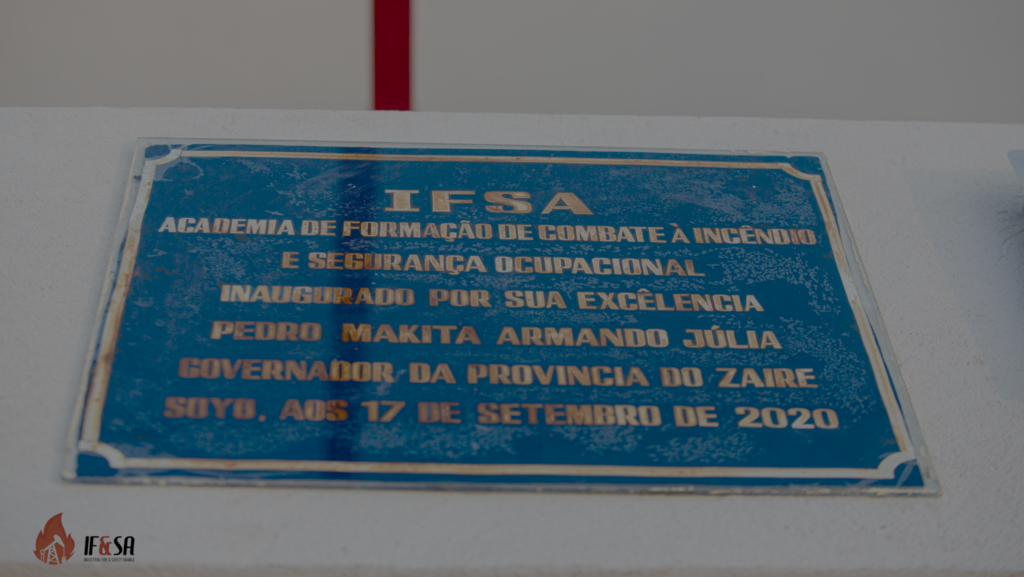 IFSA
ACADEMIA DE FORMAÇÃO DE COMBATE À INCÊNDIO
E SEGURANÇA OCUPACIONAL
INAUGURADO POR SUA EXCÊLENCIA
PEDRO MAKITA ARMANDO JÚLIA
GOVERNADOR DA PROVINCIA DO ZAIRE
SOYO, AOS 17 DE SETEMBRO DE 2020
IF&SA